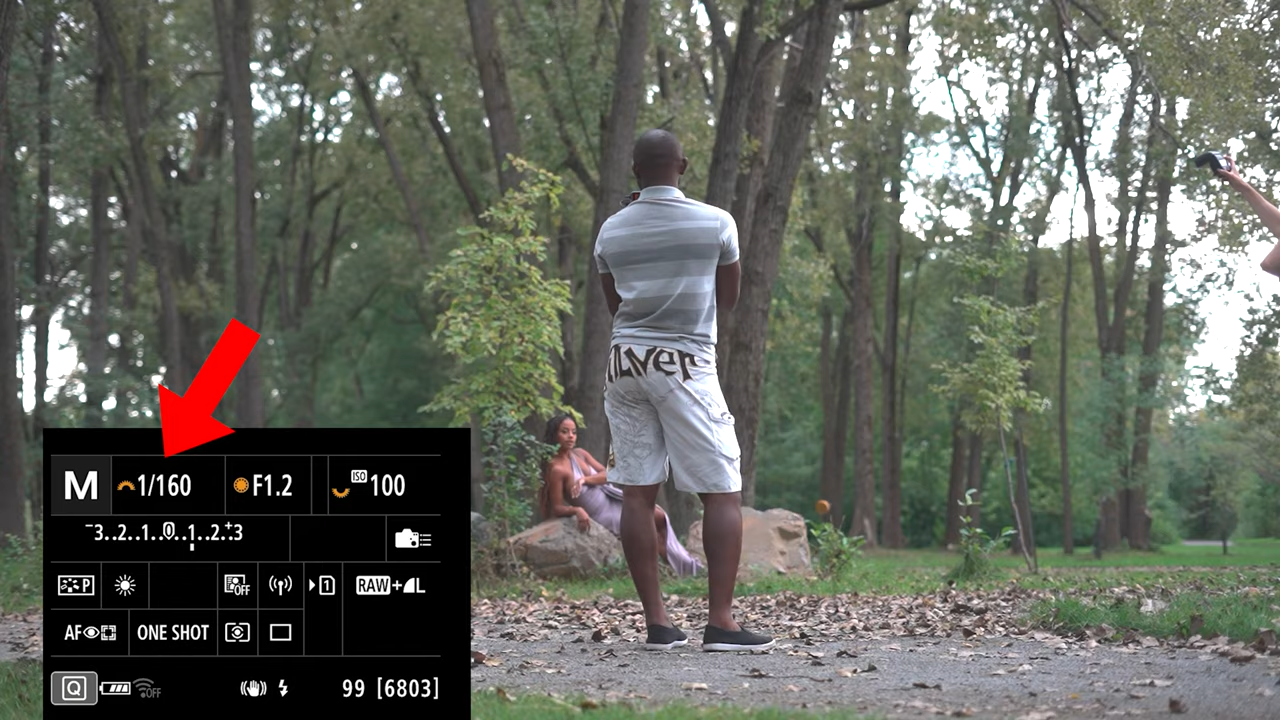 M 1/160 F1.2 ISO 100
-3..2..1..0..1..2..+3
P OFF 1 RAW+L
AF ONE SHOT
Q OFF 99 [6803]